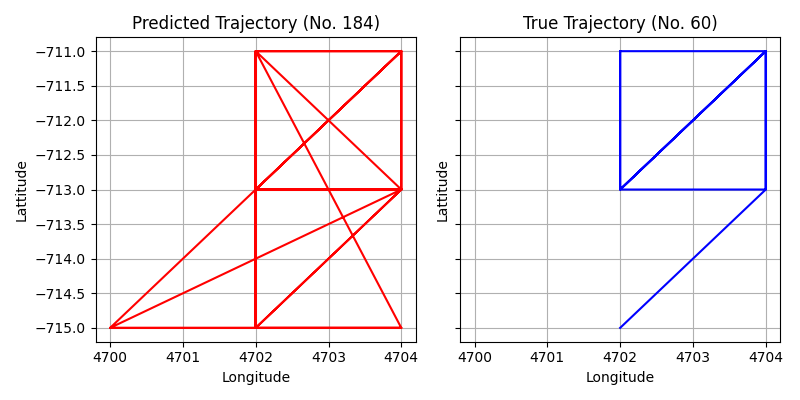 Predicted Trajectory (No. 184)
True Trajectory (No. 60)
−711.0
−711.5
−712.0
−712.5
−713.0
−713.5
−714.0
−714.5
−715.0
Lattitude
Lattitude
4700 4701 4702 4703 4704
4700 4701 4702 4703 4704
Longitude
Longitude